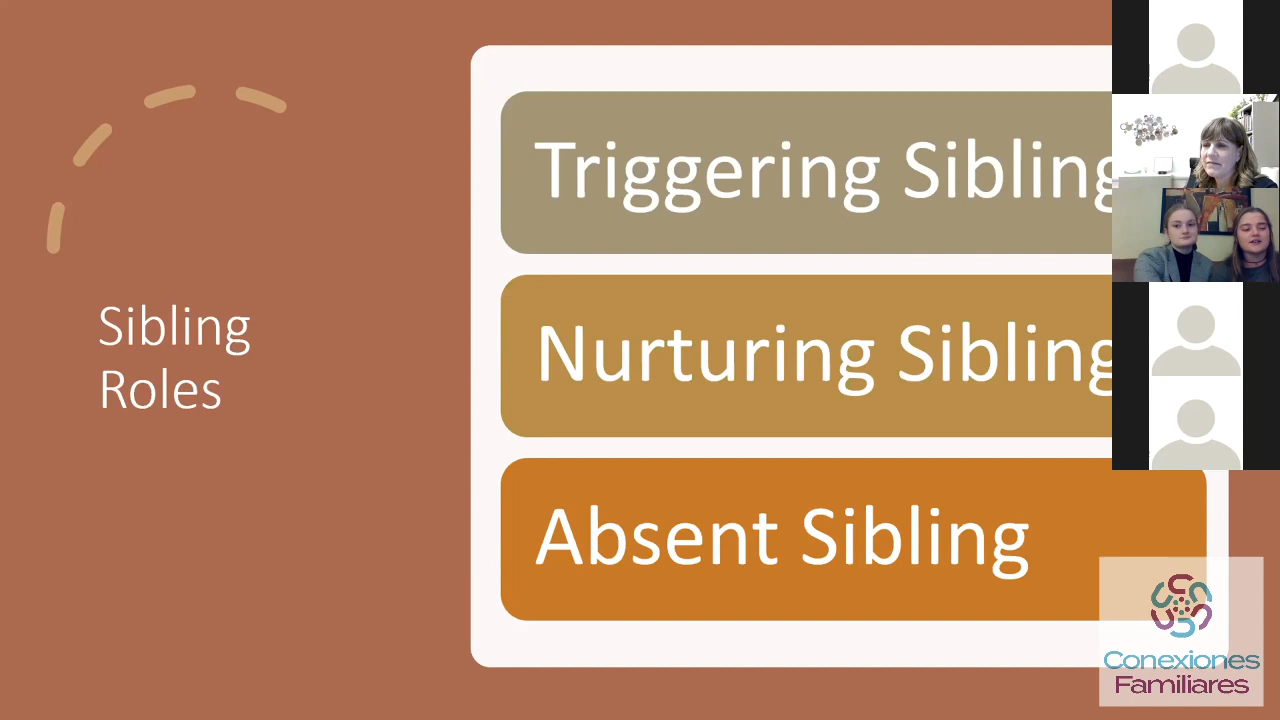 Sibling
Roles
Triggering Sibling
Nurturing Sibling
Absent Sibling
Conexiones
Familiares